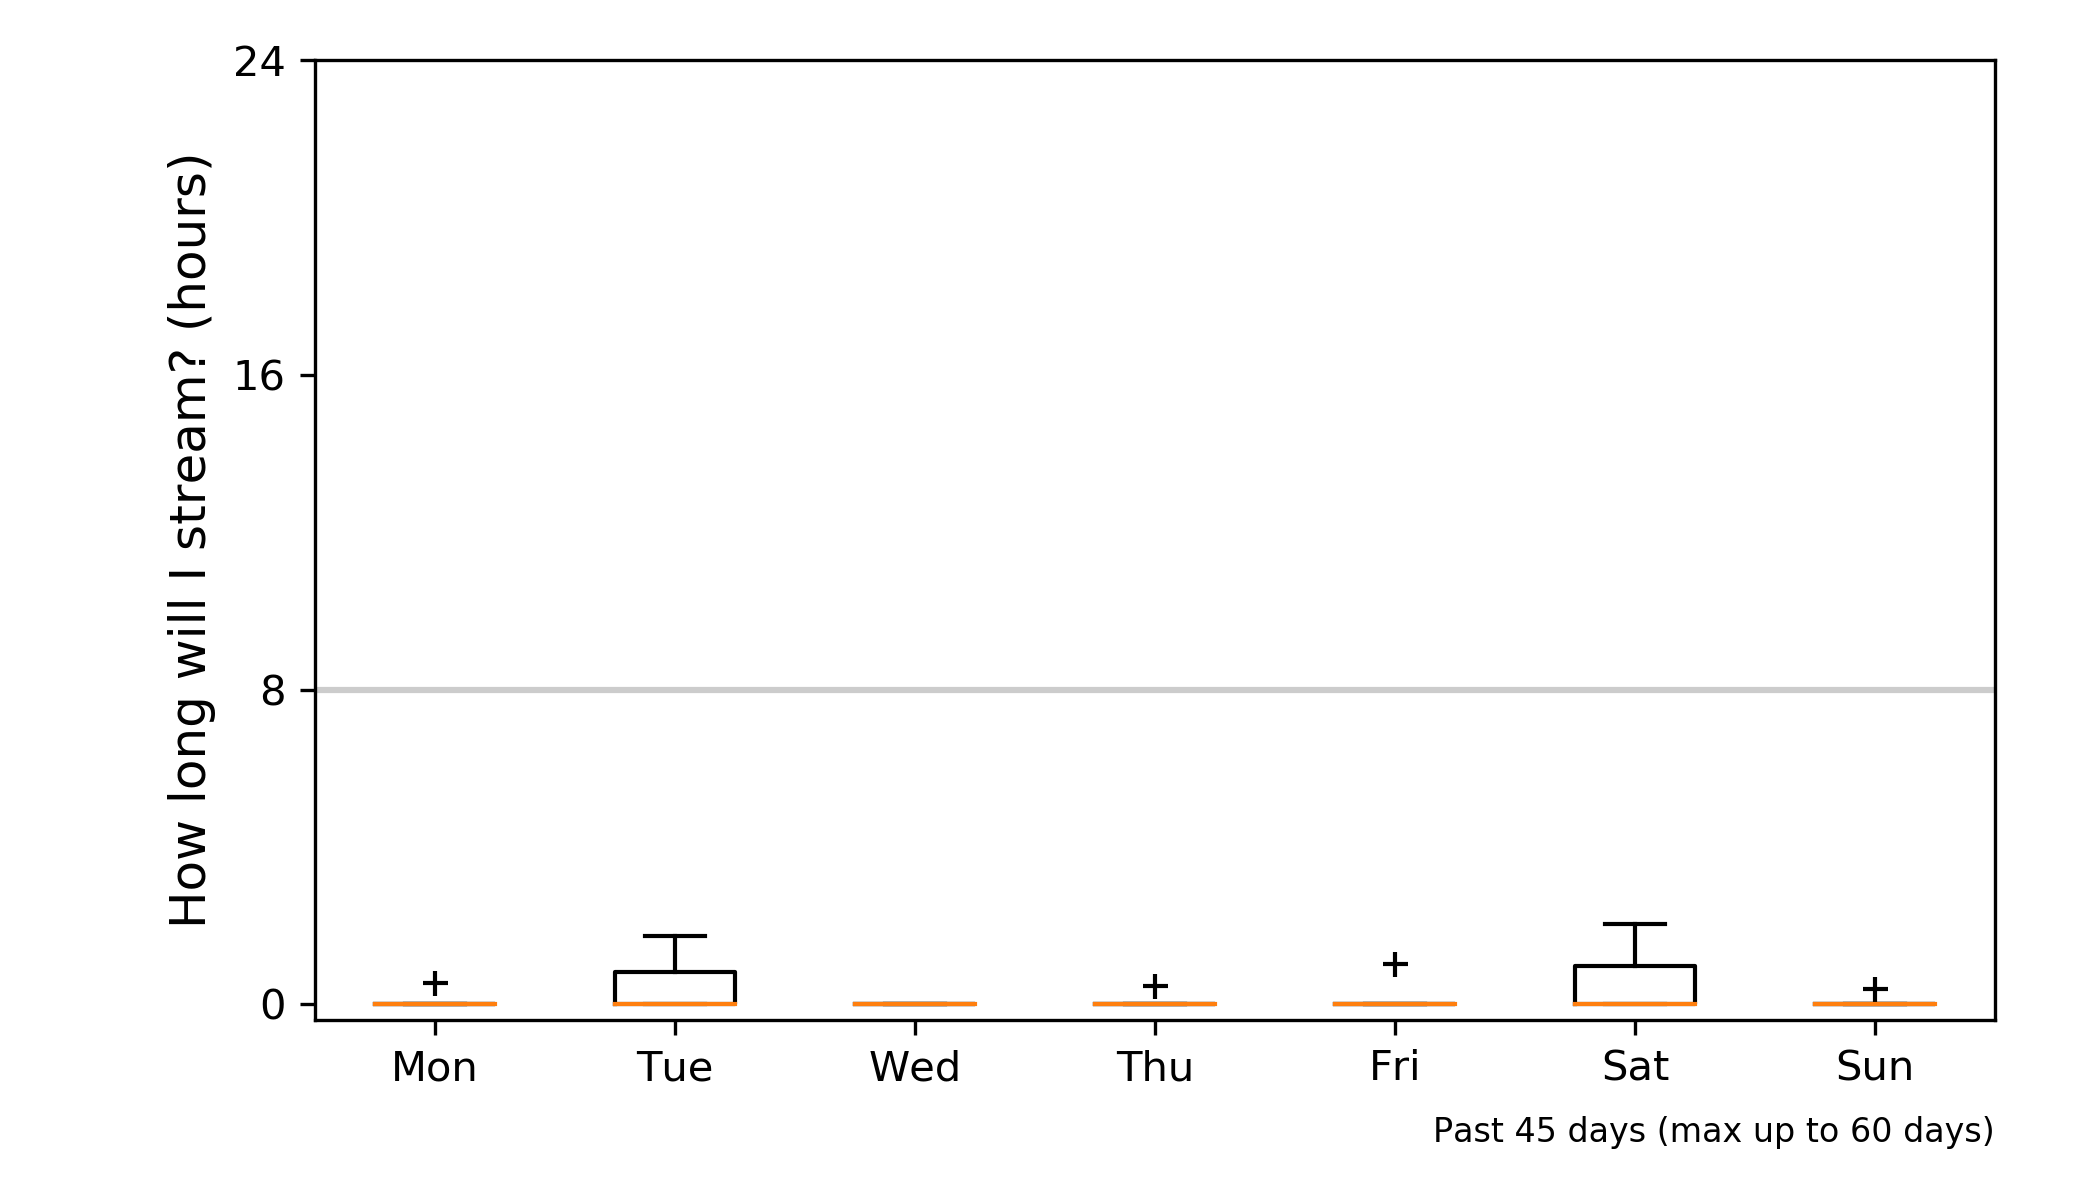 How long will I stream? (hours)
24
16
8
0
Mon Tue Wed Thu Fri Sat Sun
Past 45 days (max up to 60 days)